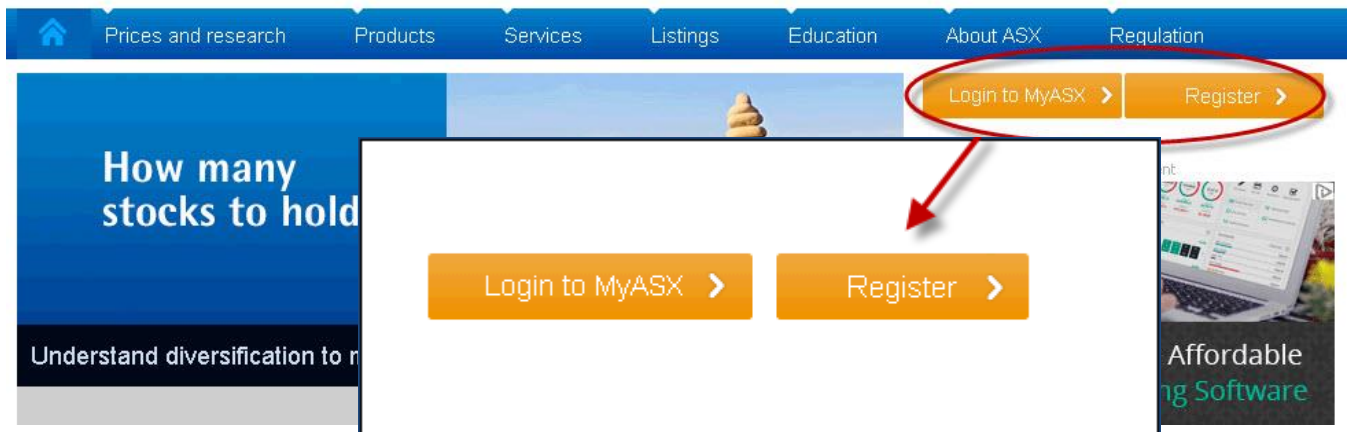 Prices and research Products Services Listings Education About ASX Regulation
Login to MyASX Register
How many
stocks to hold
Login to MyASX Register
Understand diversification to
Affordable
Software